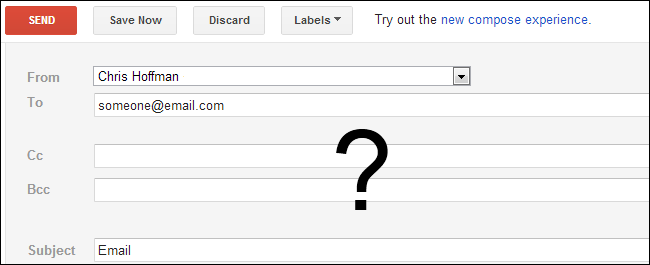 SEND Save Now Discard Labels Try out the new compose experience.
From Chris Hoffman
To someone@email.com
Cc
?
Bcc
Subject Email